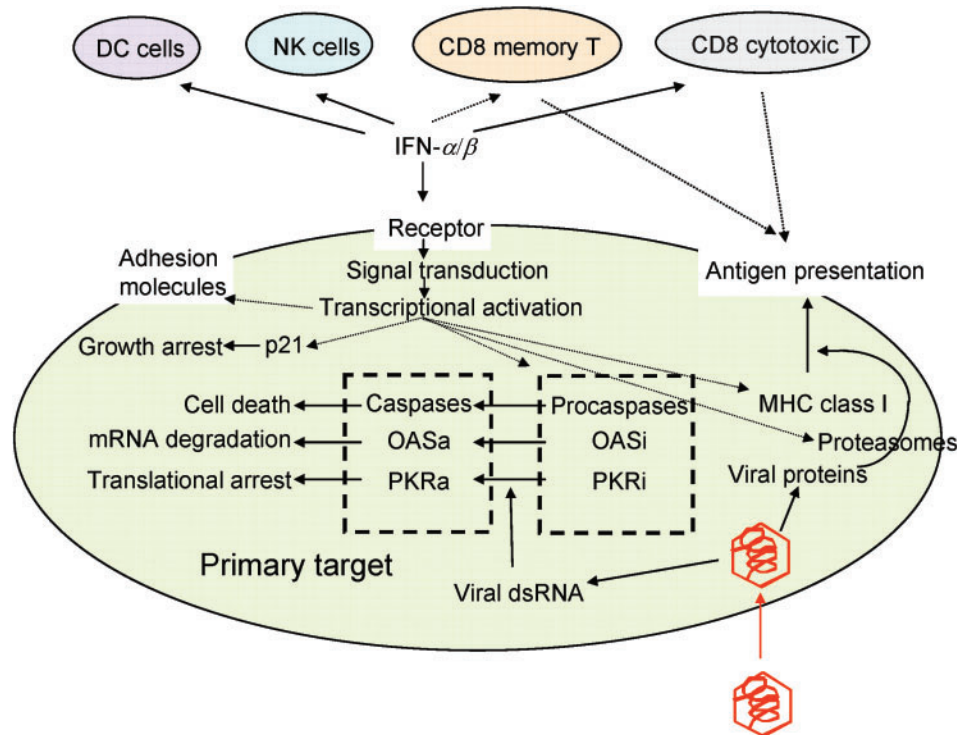 DC cells
NK cells
CD8 memory T
CD8 cytotoxic T
IFN-α/β
Receptor
Signal transduction
Transcriptional activation
Adhesion
molecules
Antigen presentation
Growth arrest
p21
Cell death
Caspases
Procaspases
MHC class I
mRNA degradation
OASa
OASi
Proteasomes
Translational arrest
PKRa
PKRi
Viral proteins
Primary target
Viral dsRNA